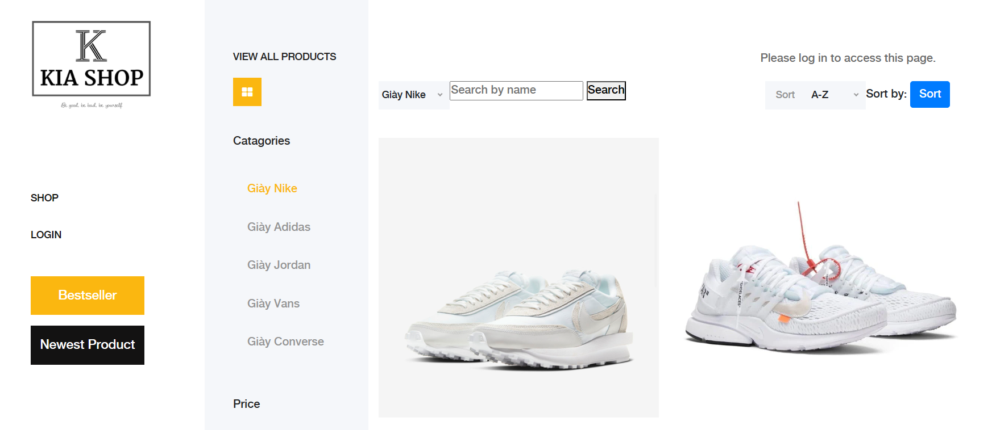 K
KIA SHOP
Be good, be bad, be yourself
SHOP
LOGIN
Bestseller
Newest Product
VIEW ALL PRODUCTS
Catagories
Giày Nike
Giày Adidas
Giày Jordan
Giày Vans
Giày Converse
Price
Please log in to access this page.
Giày Nike Search by name Search Sort A-Z Sort by: Sort
"SHOELACES"